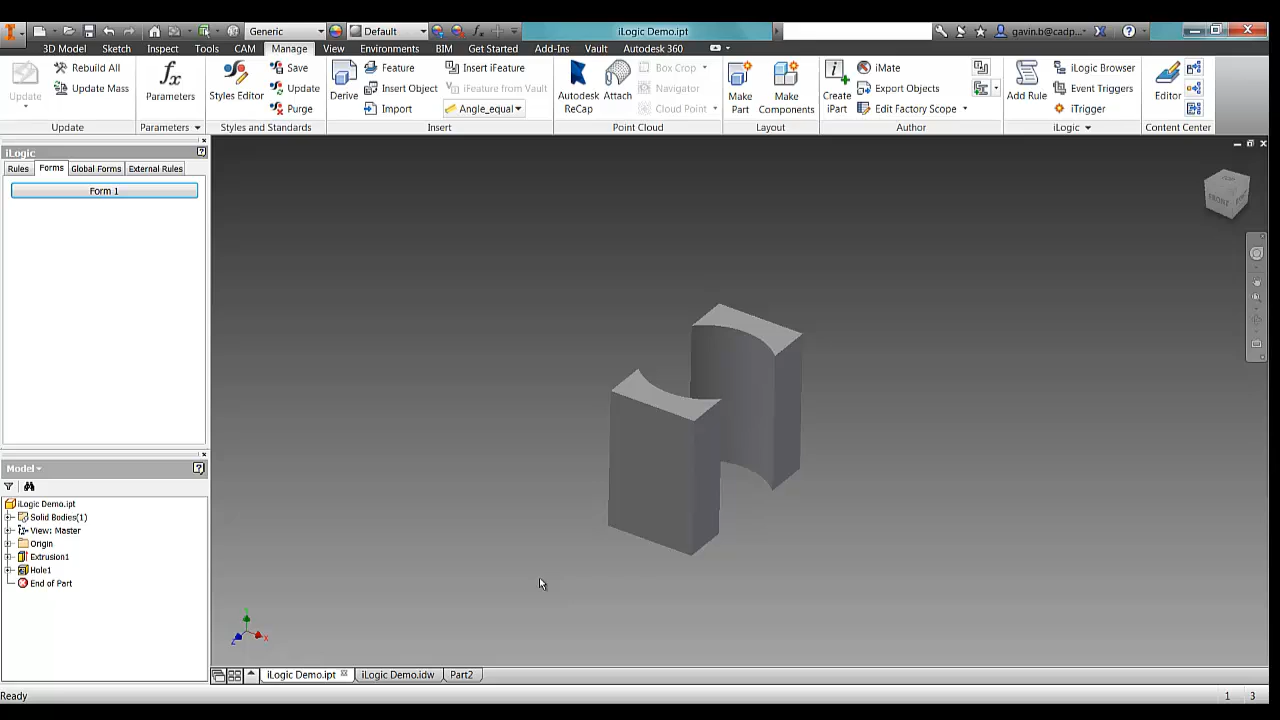 Generic
Default
iLogic Demo.ipt
gavin.b@cadp...
3D Model Sketch Inspect Tools CAM Manage View Environments BIM Get Started Add-Ins Vault Autodesk 360
Update
Rebuild All
Update Mass
Update
Parameters
Parameters
Styles Editor
Save
Update
Purge
Styles and Standards
Derive
Feature
Insert Object
Import
Insert iFeature
Feature from Vault
Angle_equal
Insert
Autodesk ReCap
Attach
Box Crop
Navigator
Cloud Point
Point Cloud
Make Part
Make Components
Layout
Create iPart
iMate
Export Objects
Edit Factory Scope
Author
Add Rule
iLogic Browser
Event Triggers
iTrigger
iLogic
Editor
Content Center
iLogic
Rules Forms Global Forms External Rules
Form 1
FRONT
Model
iLogic Demo.ipt
Solid Bodies(1)
View: Master
Origin
Extrusion1
Hole1
End of Part
iLogic Demo.ipt iLogic Demo.idw Part2
Ready
1 3